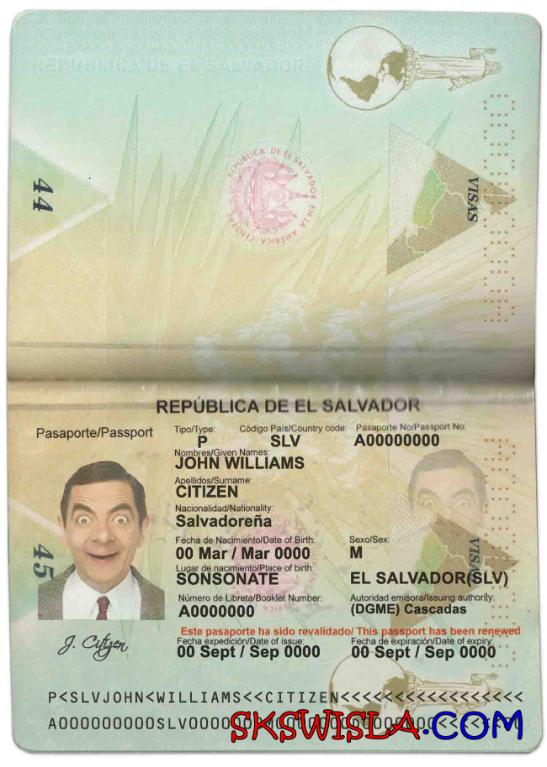 REPÚBLICA DE EL SALVADOR
REPÚBLICA DE EL SALVADOR EN LA AMÉRICA CENTRAL
44
VISAS
REPÚBLICA DE EL SALVADOR
Pasaporte/Passport
Tipo/Type: Código País/Country code: Pasaporte No/Passport No.
P SLV A00000000
Nombres/Given Names:
JOHN WILLIAMS
Apellidos/Surname:
CITIZEN
Nacionalidad/Nationality:
Salvadoreña
Fecha de Nacimiento/Date of Birth: Sexo/Sex:
00 Mar / Mar 0000 M
Lugar de nacimiento/Place of birth:
SONSONATE EL SALVADOR(SLV)
Número de Libreta/Booklet Number: Autoridad emisora/Issuing authority:
A0000000 (DGME) Cascadas
45
VISAS
J. Citizen
Este pasaporte ha sido revalidado/ This passport has been renewed
Fecha expedición/Date of issue: Fecha de expiración/Date of expiry:
00 Sept / Sep 0000 00 Sept / Sep 0000
P<SLVJOHN<WILLIAMS<<CITIZEN<<<<<<<<<<<<<<<<<
SKSWISLA.COM